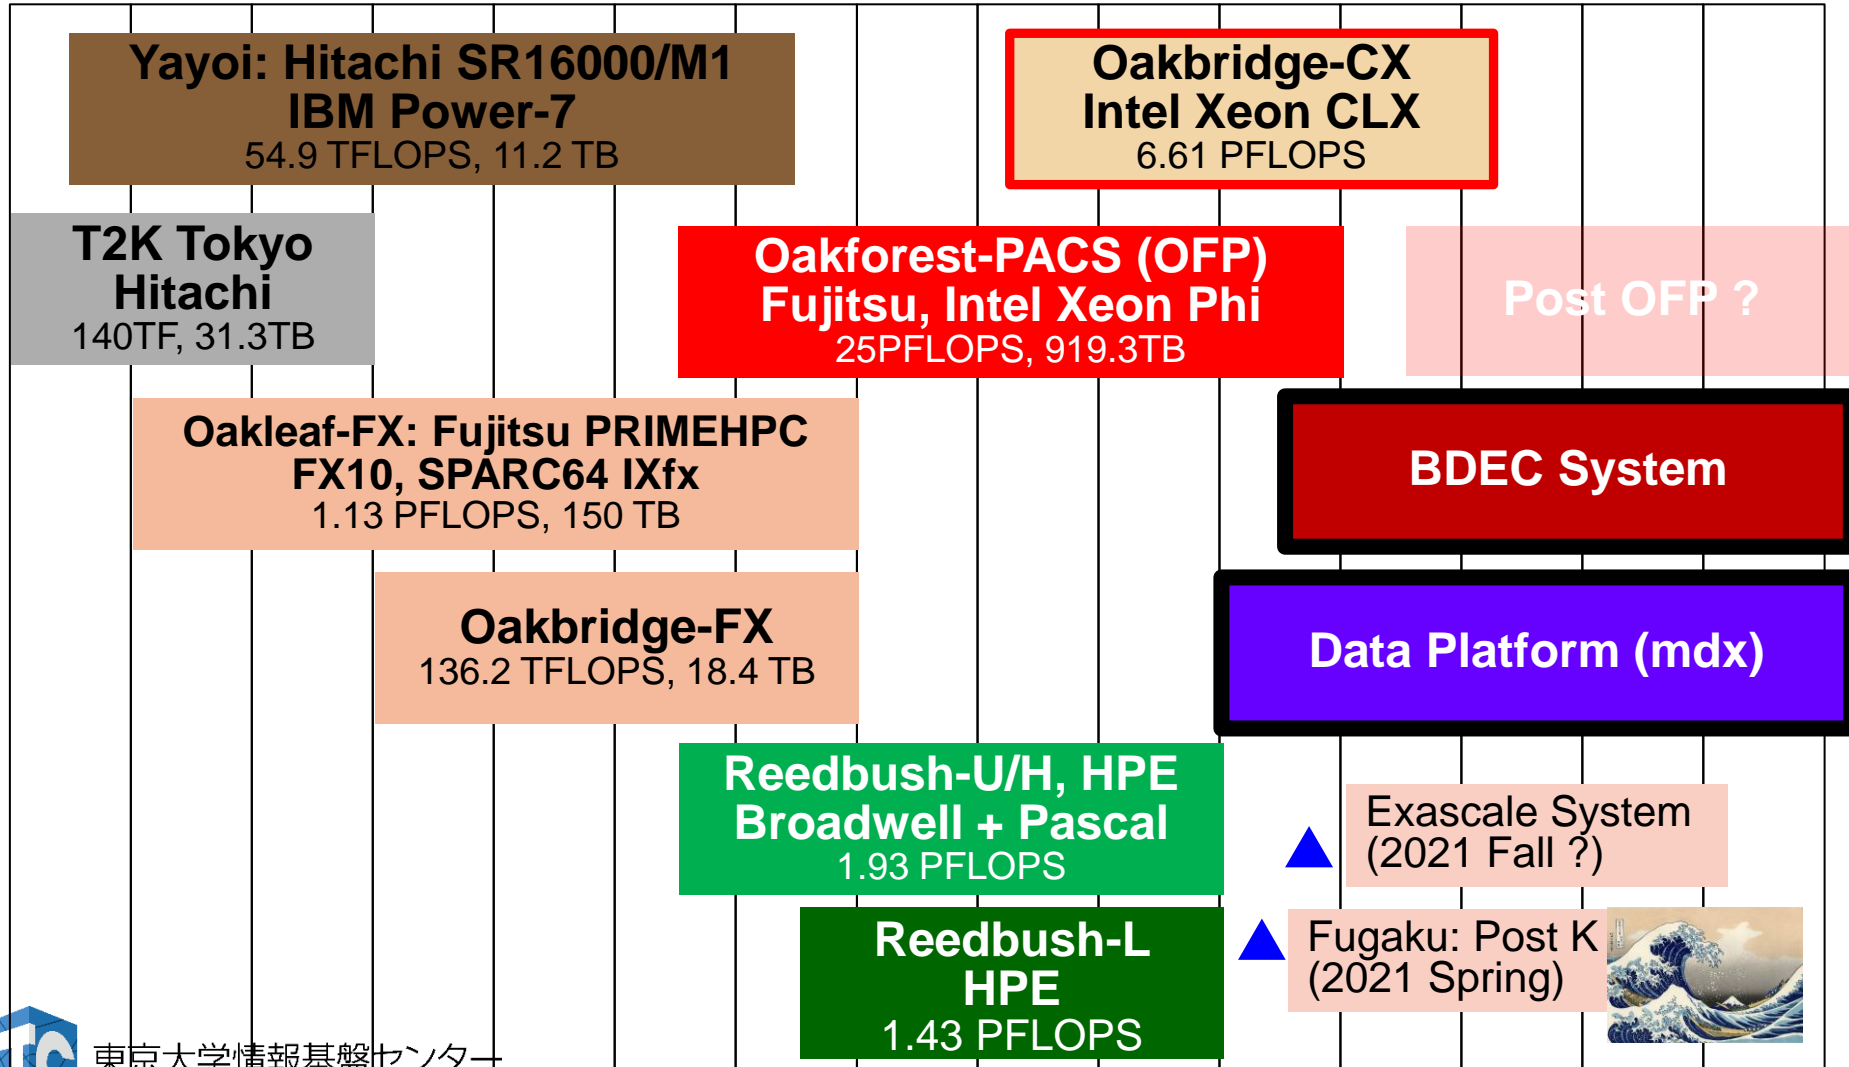 Yayoi: Hitachi SR16000/M1
IBM Power-7
54.9 TFLOPS, 11.2 TB
Oakbridge-CX
Intel Xeon CLX
6.61 PFLOPS
T2K Tokyo
Hitachi
140TF, 31.3TB
Oakforest-PACS (OFP)
Fujitsu, Intel Xeon Phi
25PFLOPS, 919.3TB
Post OFP ?
Oakleaf-FX: Fujitsu PRIMEHPC
FX10, SPARC64 IXfx
1.13 PFLOPS, 150 TB
BDEC System
Oakbridge-FX
136.2 TFLOPS, 18.4 TB
Data Platform (mdx)
Reedbush-U/H, HPE
Broadwell + Pascal
1.93 PFLOPS
Exascale System
(2021 Fall ?)
Reedbush-L
HPE
1.43 PFLOPS
Fugaku: Post K
(2021 Spring)
東京大学情報基盤センター